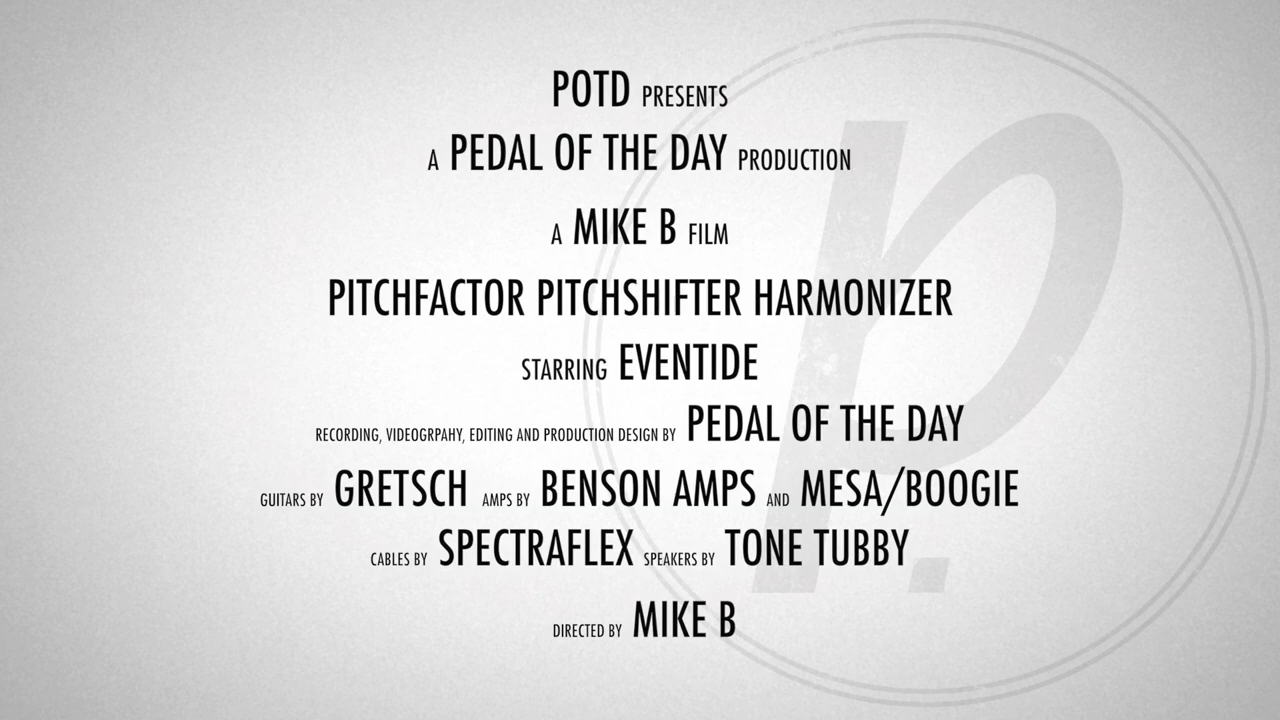 POTD PRESENTS
A PEDAL OF THE DAY PRODUCTION
A MIKE B FILM
PITCHFACTOR PITCHSHIFTER HARMONIZER
STARRING EVENTIDE
RECORDING, VIDEOGRPAHY, EDITING AND PRODUCTION DESIGN BY PEDAL OF THE DAY
GUITARS BY GRETSCH AMPS BY BENSON AMPS AND MESA/BOOGIE
CABLES BY SPECTRAFLEX SPEAKERS BY TONE TUBBY
DIRECTED BY MIKE B
p.